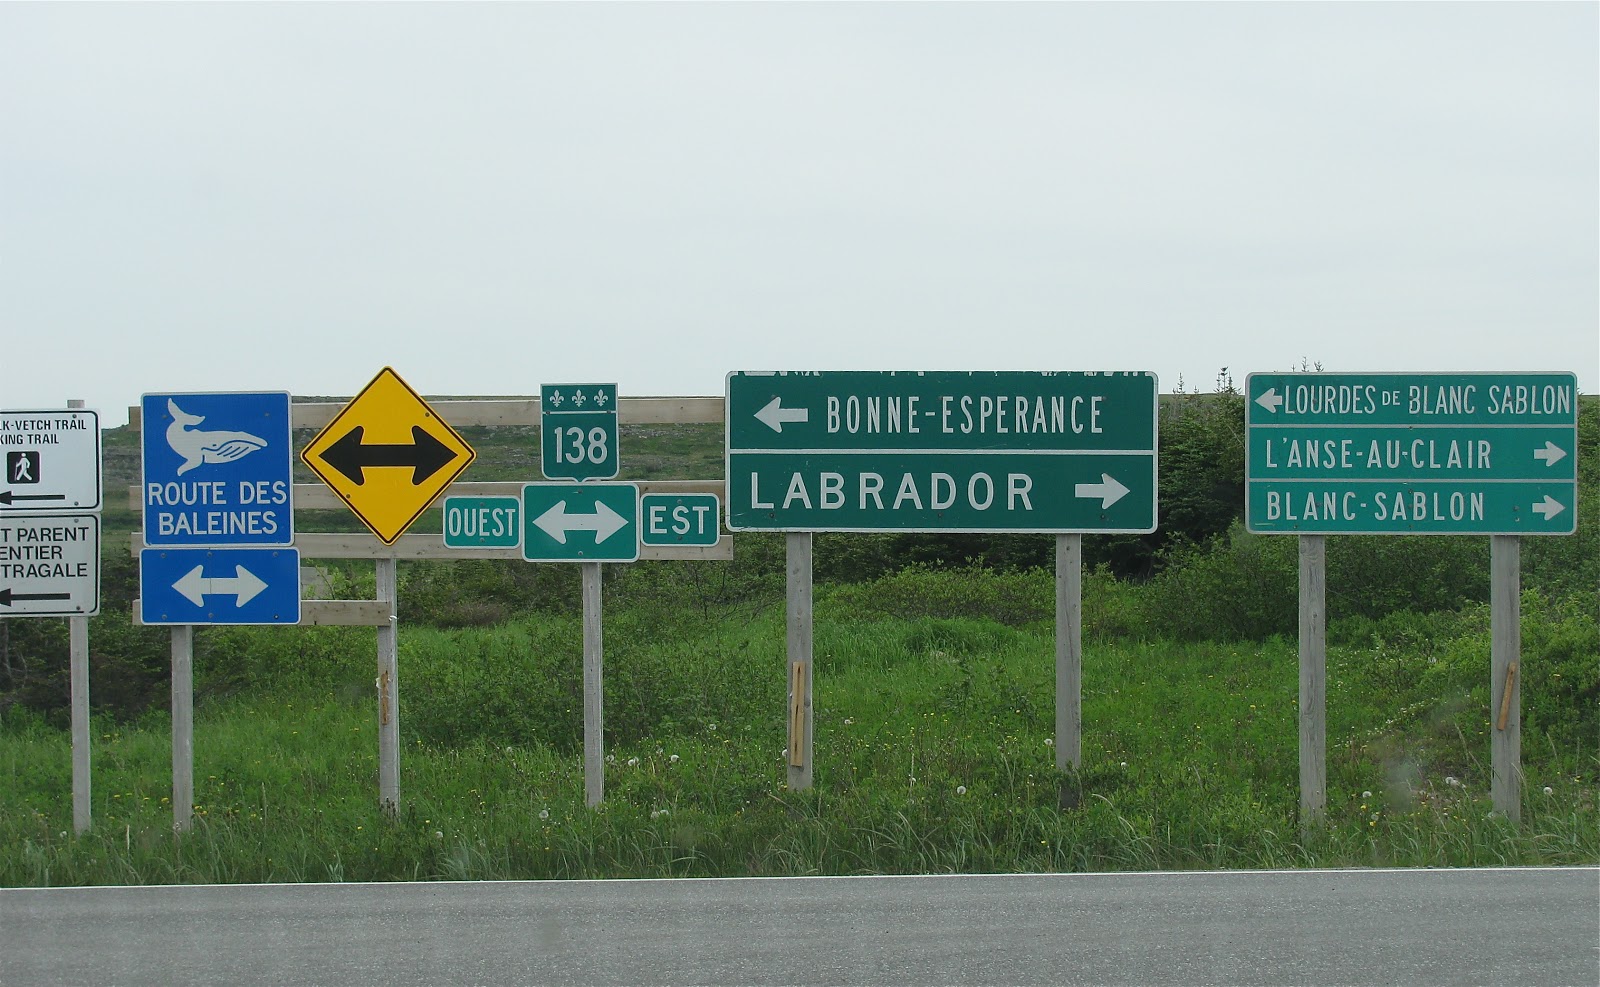 LK-VETCH TRAIL
KING TRAIL
T PARENT
ENTIER
TRAGALE
ROUTE DES
BALEINES
138
OUEST
EST
BONNE-ESPERANCE
LABRADOR
LOURDES DE BLANC SABLON
L'ANSE-AU-CLAIR
BLANC-SABLON